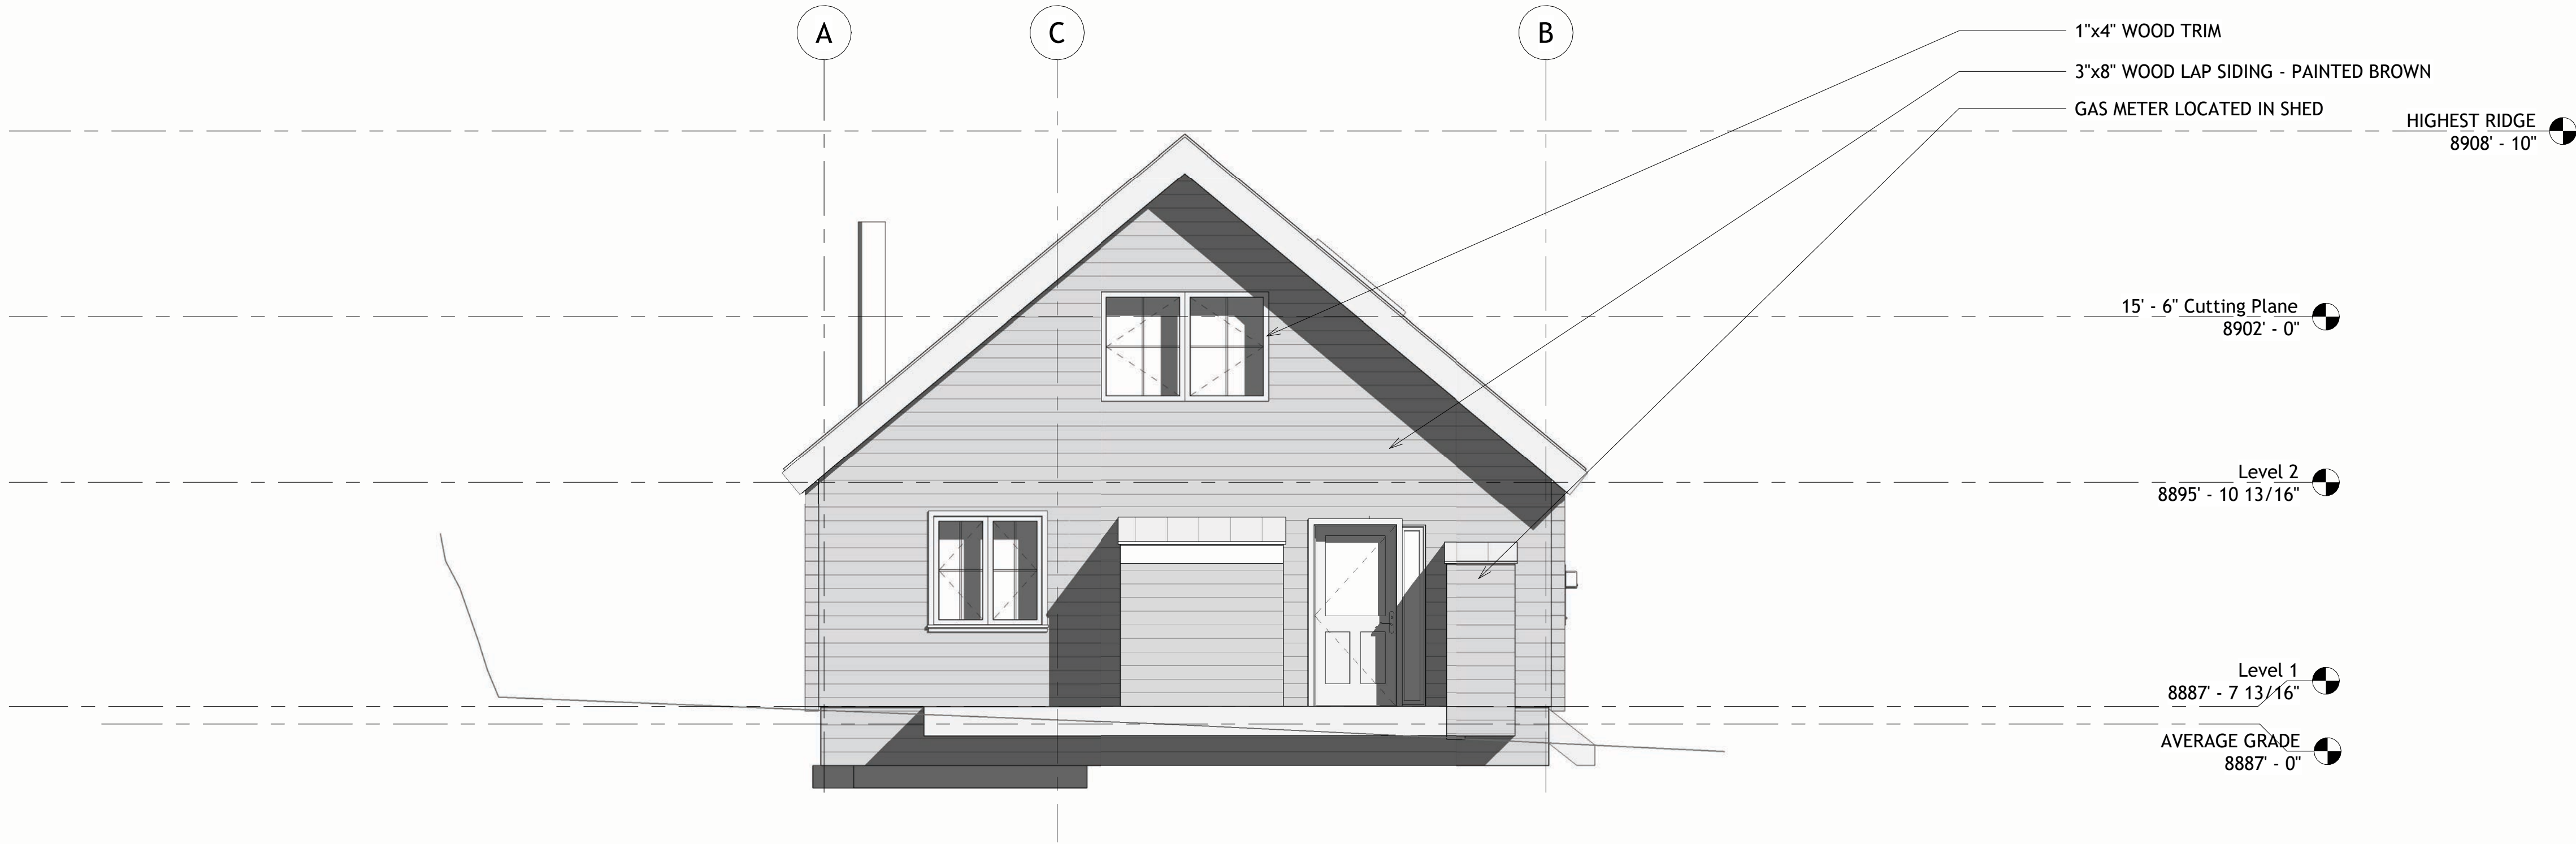 A
C
B
1"x4" WOOD TRIM
3"x8" WOOD LAP SIDING - PAINTED BROWN
GAS METER LOCATED IN SHED
HIGHEST RIDGE
8908' - 10"
15' - 6" Cutting Plane
8902' - 0"
Level 2
8895' - 10 13/16"
Level 1
8887' - 7 13/16"
AVERAGE GRADE
8887' - 0"